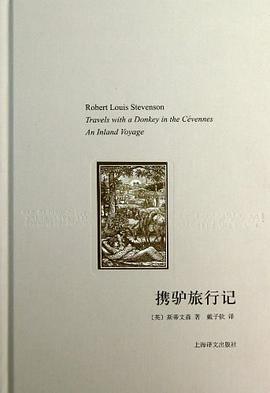 Robert Louis Stevenson
Travels with a Donkey in the Cévennes
An Inland Voyage
携驴旅行记
［英］斯蒂文森 著 戴子钦 译
上海译文出版社